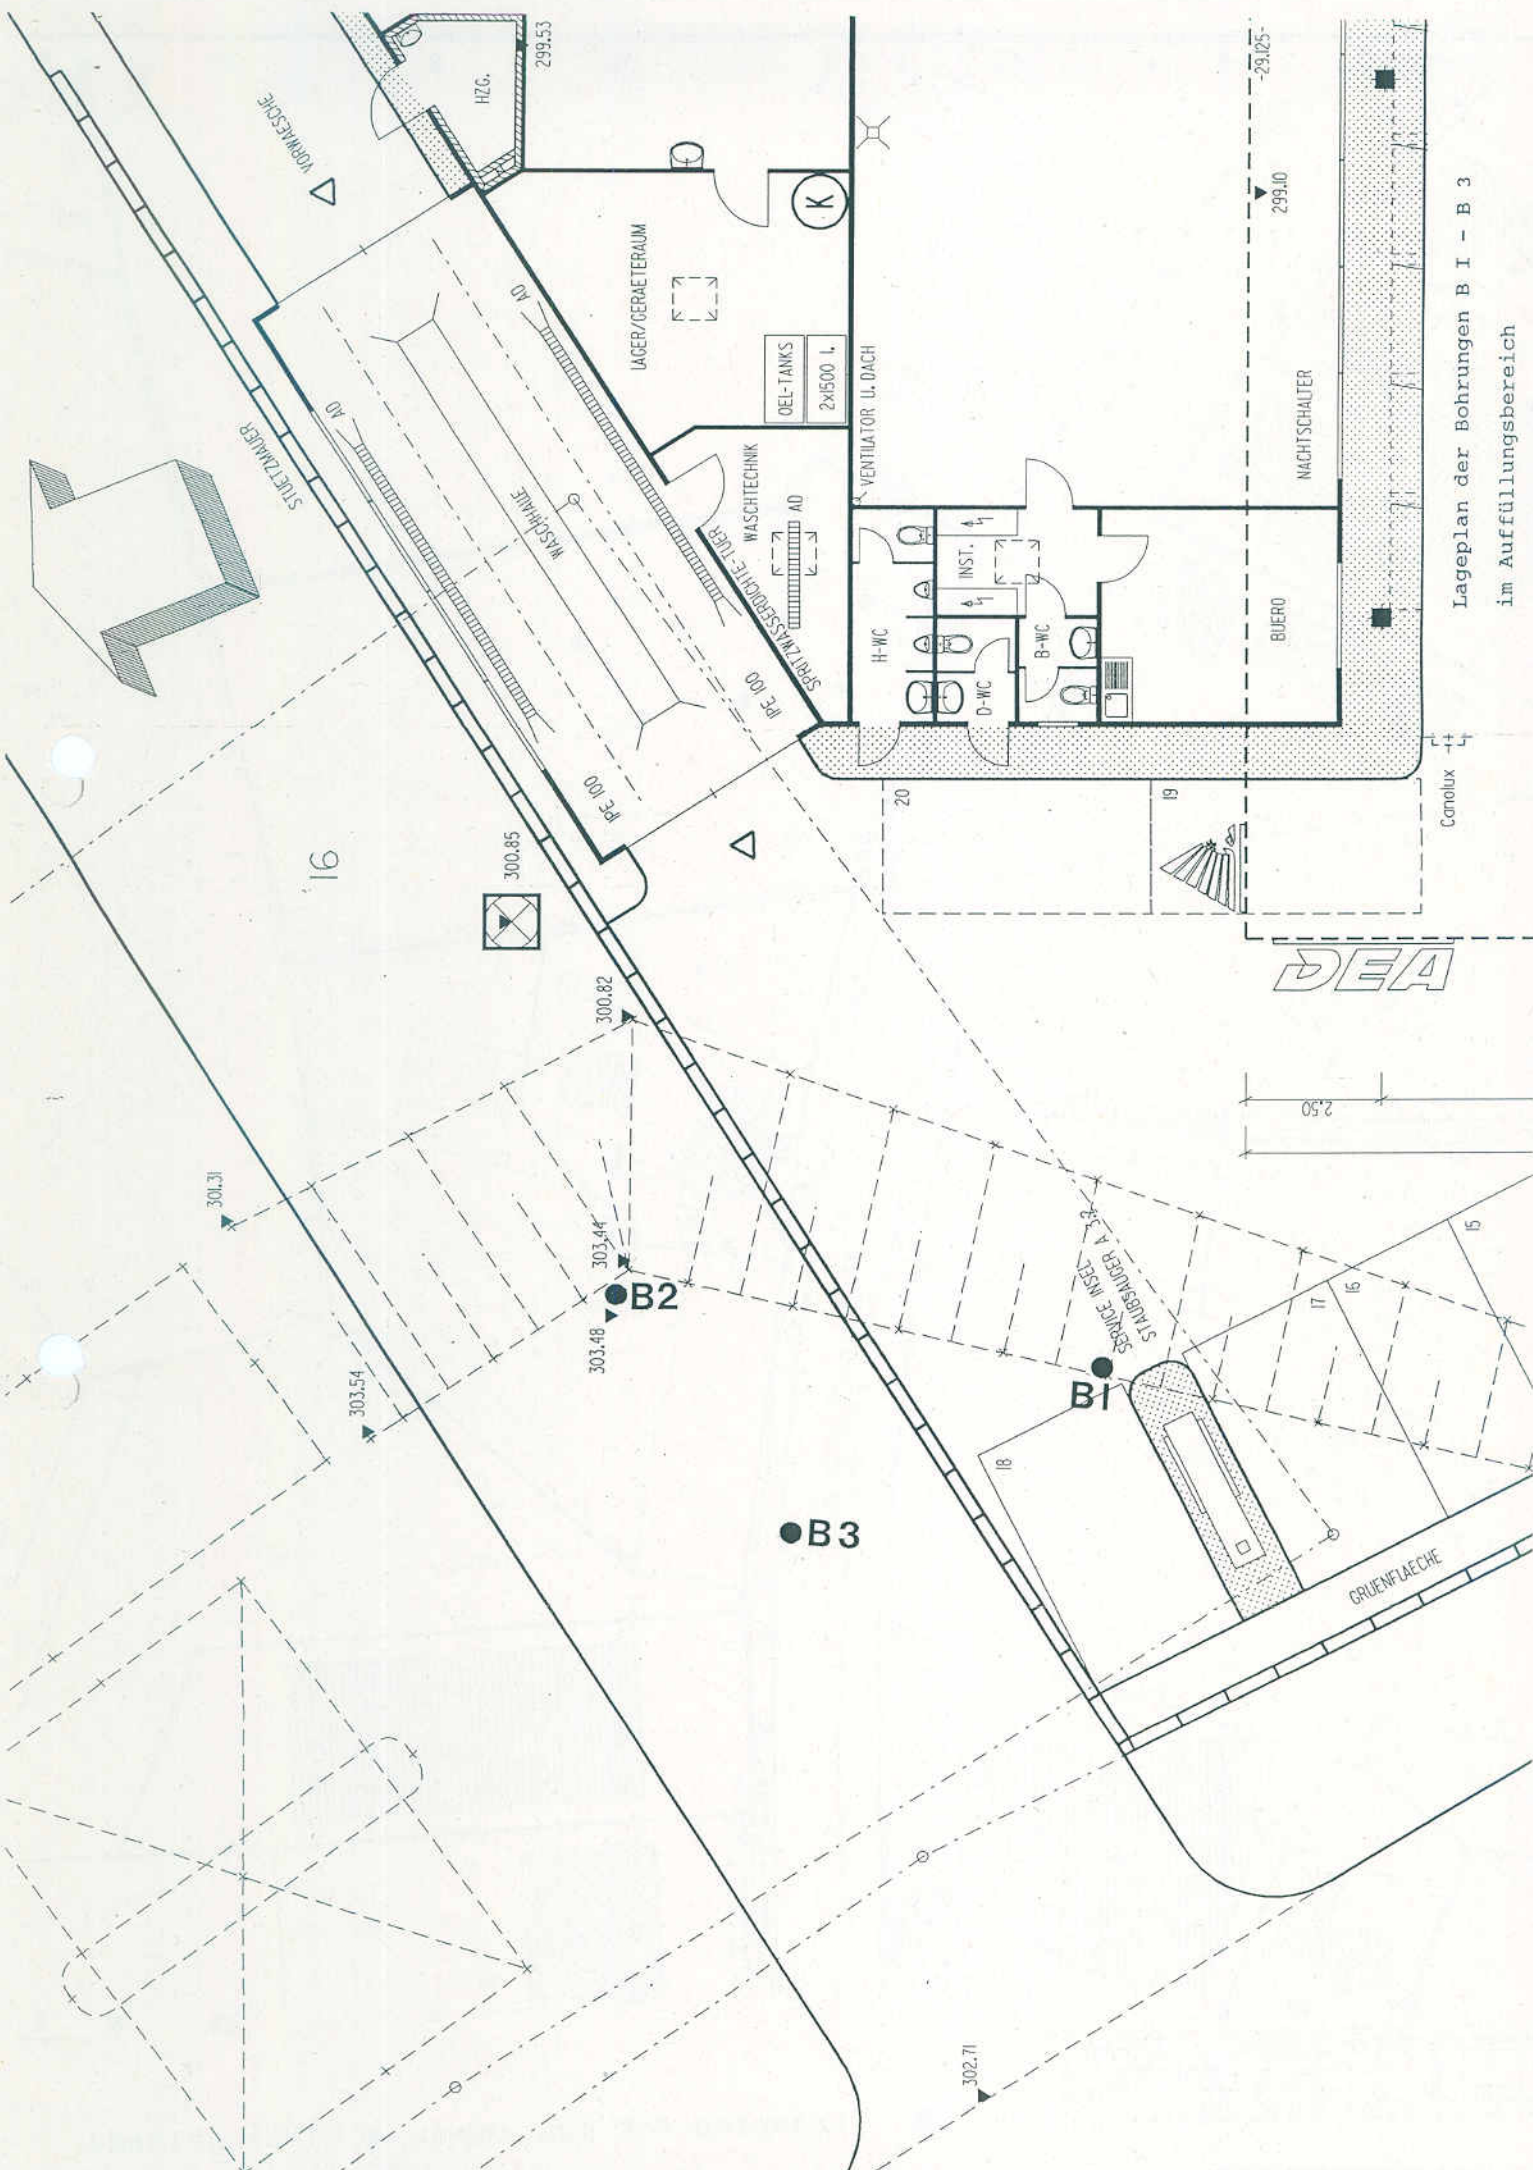 299.53
HZG.
VORWAESCHE
-29.125-
299.10
K
LAGER/GERAETERAUM
OEL-TANKS
2x1500 L.
AD
AD
STUETZMAUER
WASCHHALLE
WASCHTECHNIK
AD
SPRITZWASSERDICHTE-TUER
VENTILATOR U. DACH
NACHTSCHALTER
INST.
H-WC
D-WC
B-WC
BUERO
IPE 100
IPE 100
20
19
Canolux
DEA
16
300.85
300.82
2.50
301.31
303.44
B2
303.48
303.54
SERVICE INSEL
STAUBSAUGER A 3.2
B1
15
16
17
18
B3
GRUENFLAECHE
302.71
Lageplan der Bohrungen B I - B 3
im Auffüllungsbereich